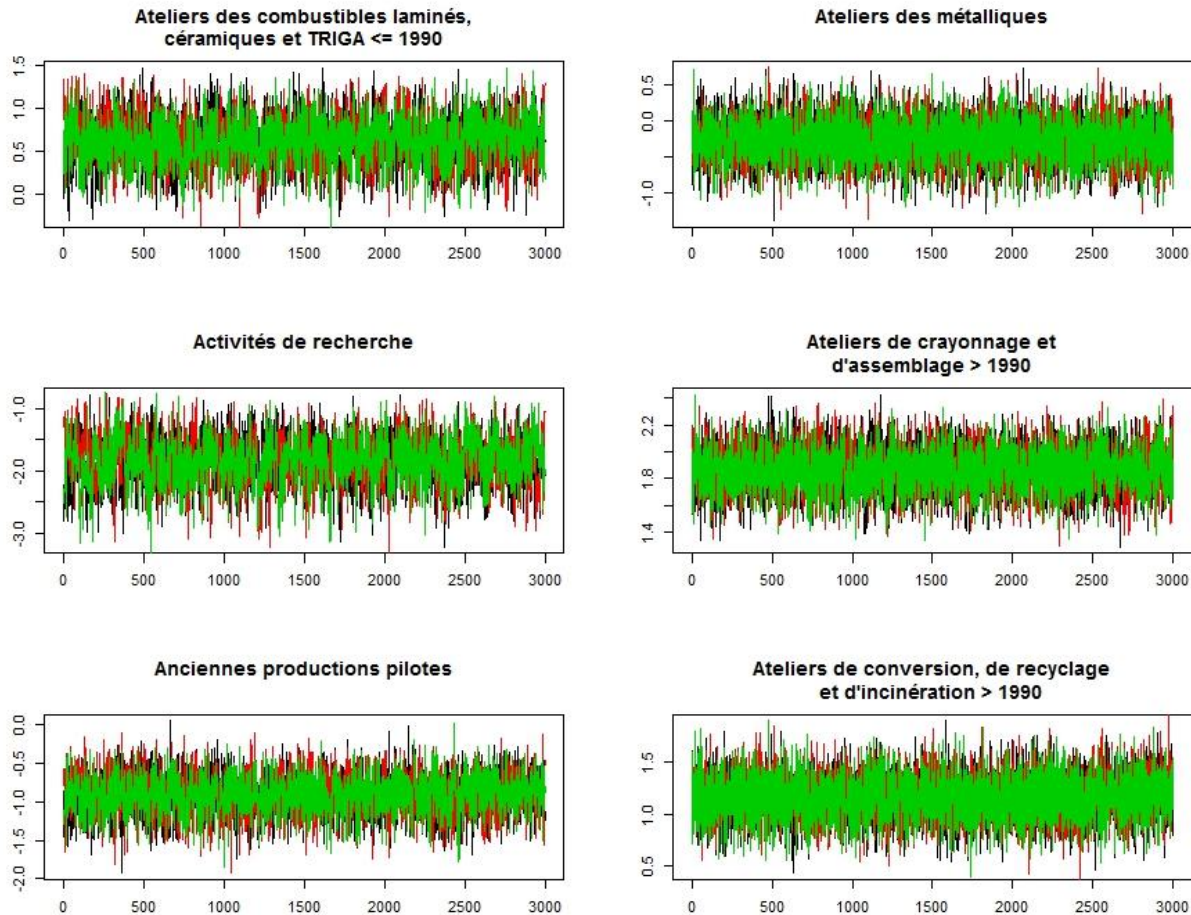 Ateliers des combustibles laminés,
céramiques et TRIGA <= 1990
1.5
1.0
0.5
0.0
0 500 1000 1500 2000 2500 3000
Ateliers des métalliques
0.5
0.0
-1.0
0 500 1000 1500 2000 2500 3000
Activités de recherche
-1.0
-2.0
-3.0
0 500 1000 1500 2000 2500 3000
Ateliers de crayonnage et
d'assemblage > 1990
2.2
1.8
1.4
0 500 1000 1500 2000 2500 3000
Anciennes productions pilotes
0.0
-0.5
-1.0
-1.5
-2.0
0 500 1000 1500 2000 2500 3000
Ateliers de conversion, de recyclage
et d'incinération > 1990
1.5
1.0
0.5
0 500 1000 1500 2000 2500 3000